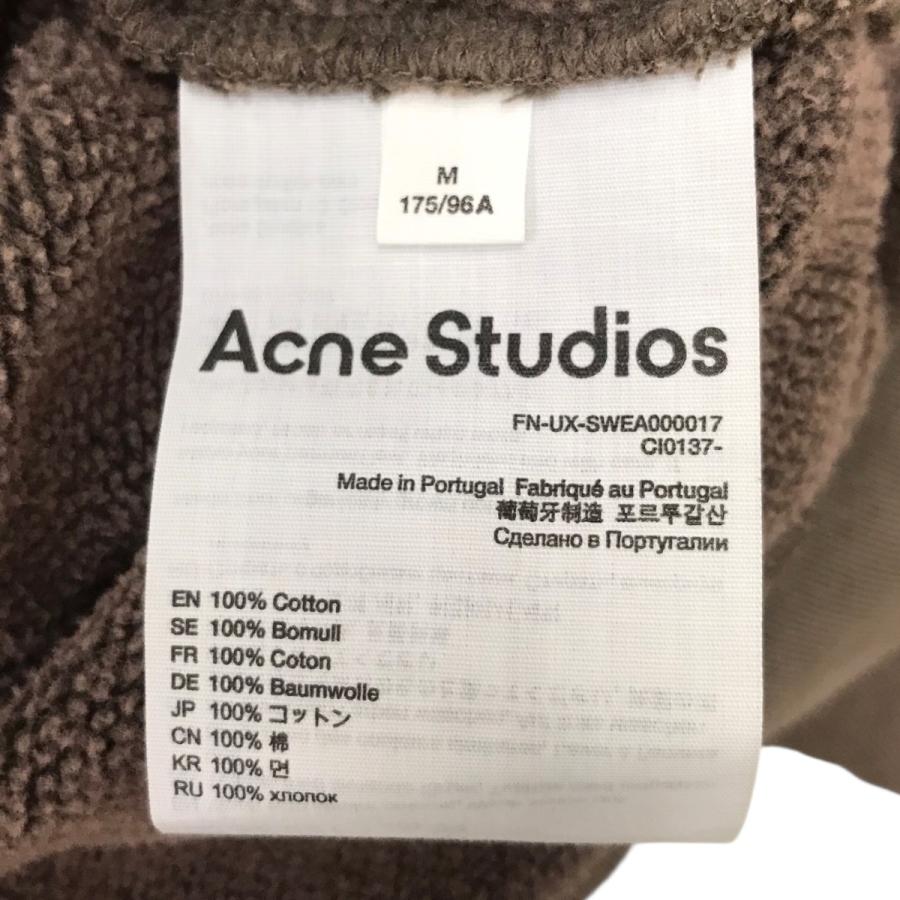 M
175/96A
Acne Studios
FN-UX-SWEA000017
CI0137-
Made in Portugal Fabriqué au Portugal
葡萄牙制造 포르투갈산
Сделано в Португалии
EN 100% Cotton
SE 100% Bomull
FR 100% Coton
DE 100% Baumwolle
JP 100% コットン
CN 100% 棉
KR 100% 면
RU 100% хлопок